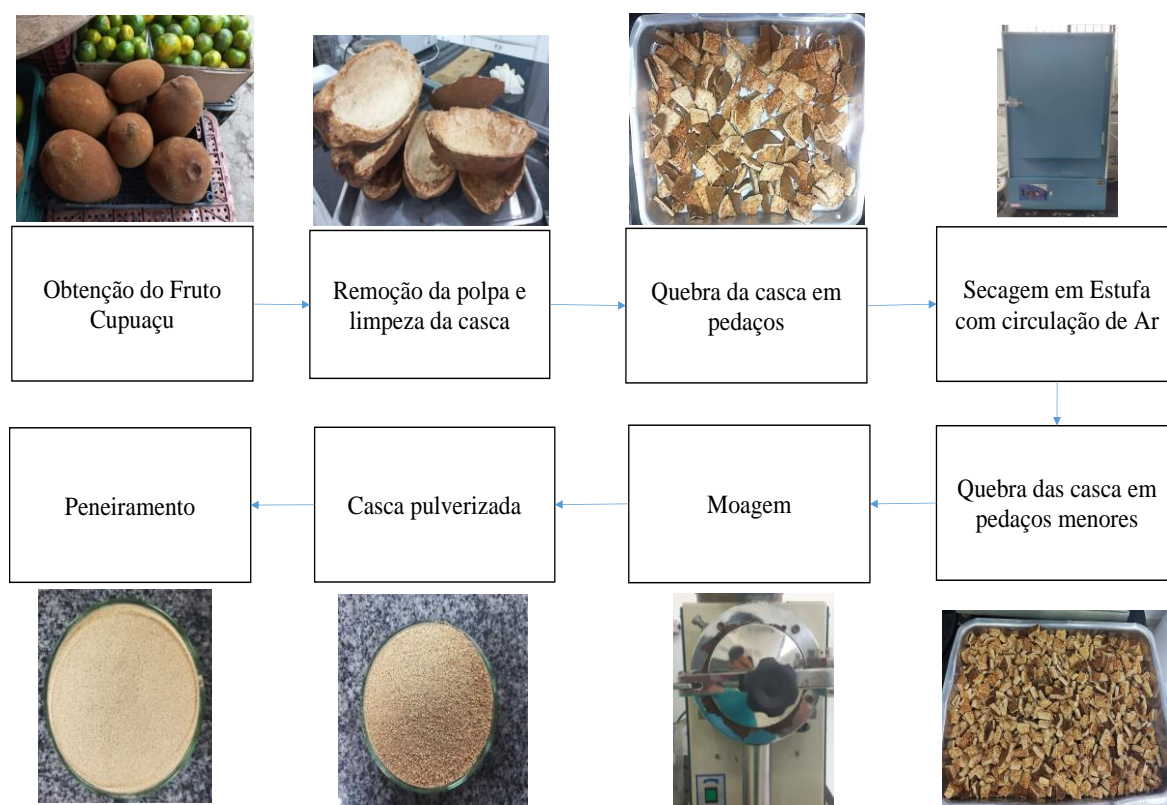 Obtenção do Fruto
Cupuaçu
Remoção da polpa e
limpeza da casca
Quebra da casca em
pedaços
Secagem em Estufa
com circulação de Ar
Quebra das casca em
pedaços menores
Moagem
Casca pulverizada
Peneiramento